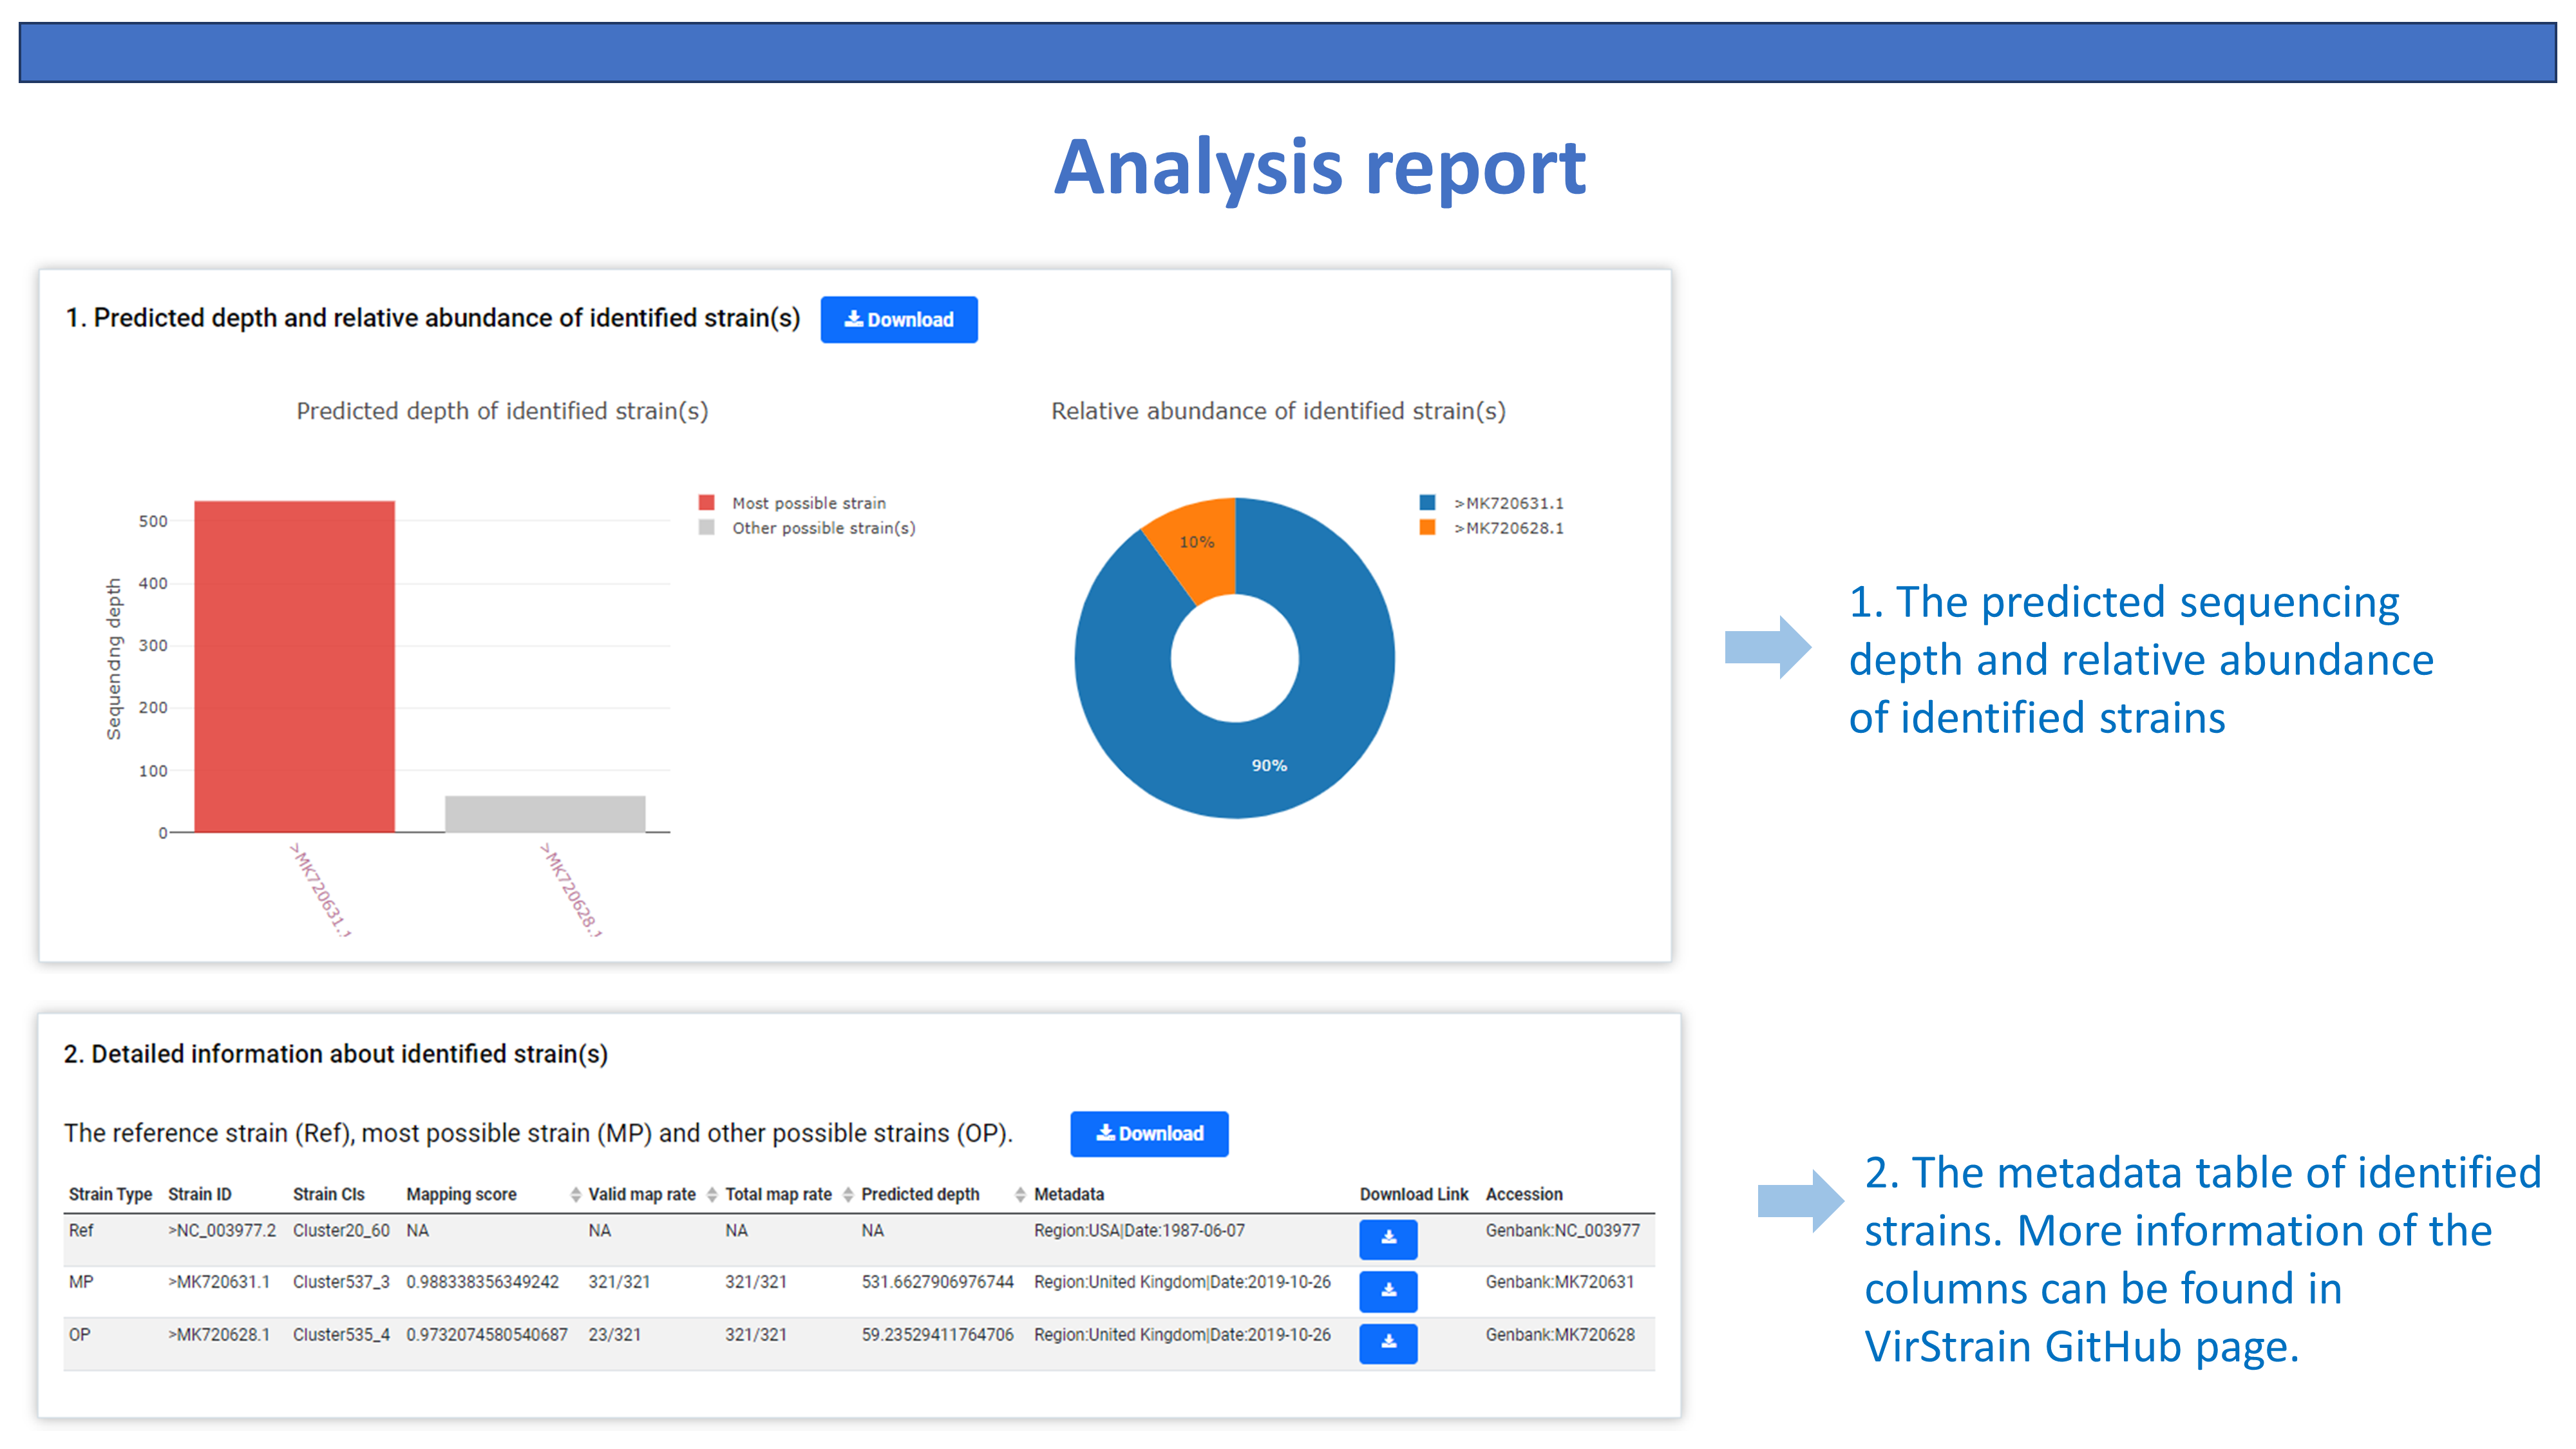 Analysis report
1. Predicted depth and relative abundance of identified strain(s)
Download
Predicted depth of identified strain(s)
Sequendng depth
500
400
300
200
100
0
>MK720631.1
>MK720628.1
Most possible strain
Other possible strain(s)
Relative abundance of identified strain(s)
10%
90%
>MK720631.1
>MK720628.1
1. The predicted sequencing
depth and relative abundance
of identified strains
2. Detailed information about identified strain(s)
The reference strain (Ref), most possible strain (MP) and other possible strains (OP).
Download
Strain Type Strain ID Strain Cls Mapping score Valid map rate Total map rate Predicted depth Metadata Download Link Accession
Ref >NC_003977.2 Cluster20_60 NA NA NA NA Region:USA|Date:1987-06-07 Genbank:NC_003977
MP >MK720631.1 Cluster537_3 0.988338356349242 321/321 321/321 531.6627906976744 Region:United Kingdom|Date:2019-10-26 Genbank:MK720631
OP >MK720628.1 Cluster535_4 0.9732074580540687 23/321 321/321 59.23529411764706 Region:United Kingdom|Date:2019-10-26 Genbank:MK720628
2. The metadata table of identified
strains. More information of the
columns can be found in
VirStrain GitHub page.